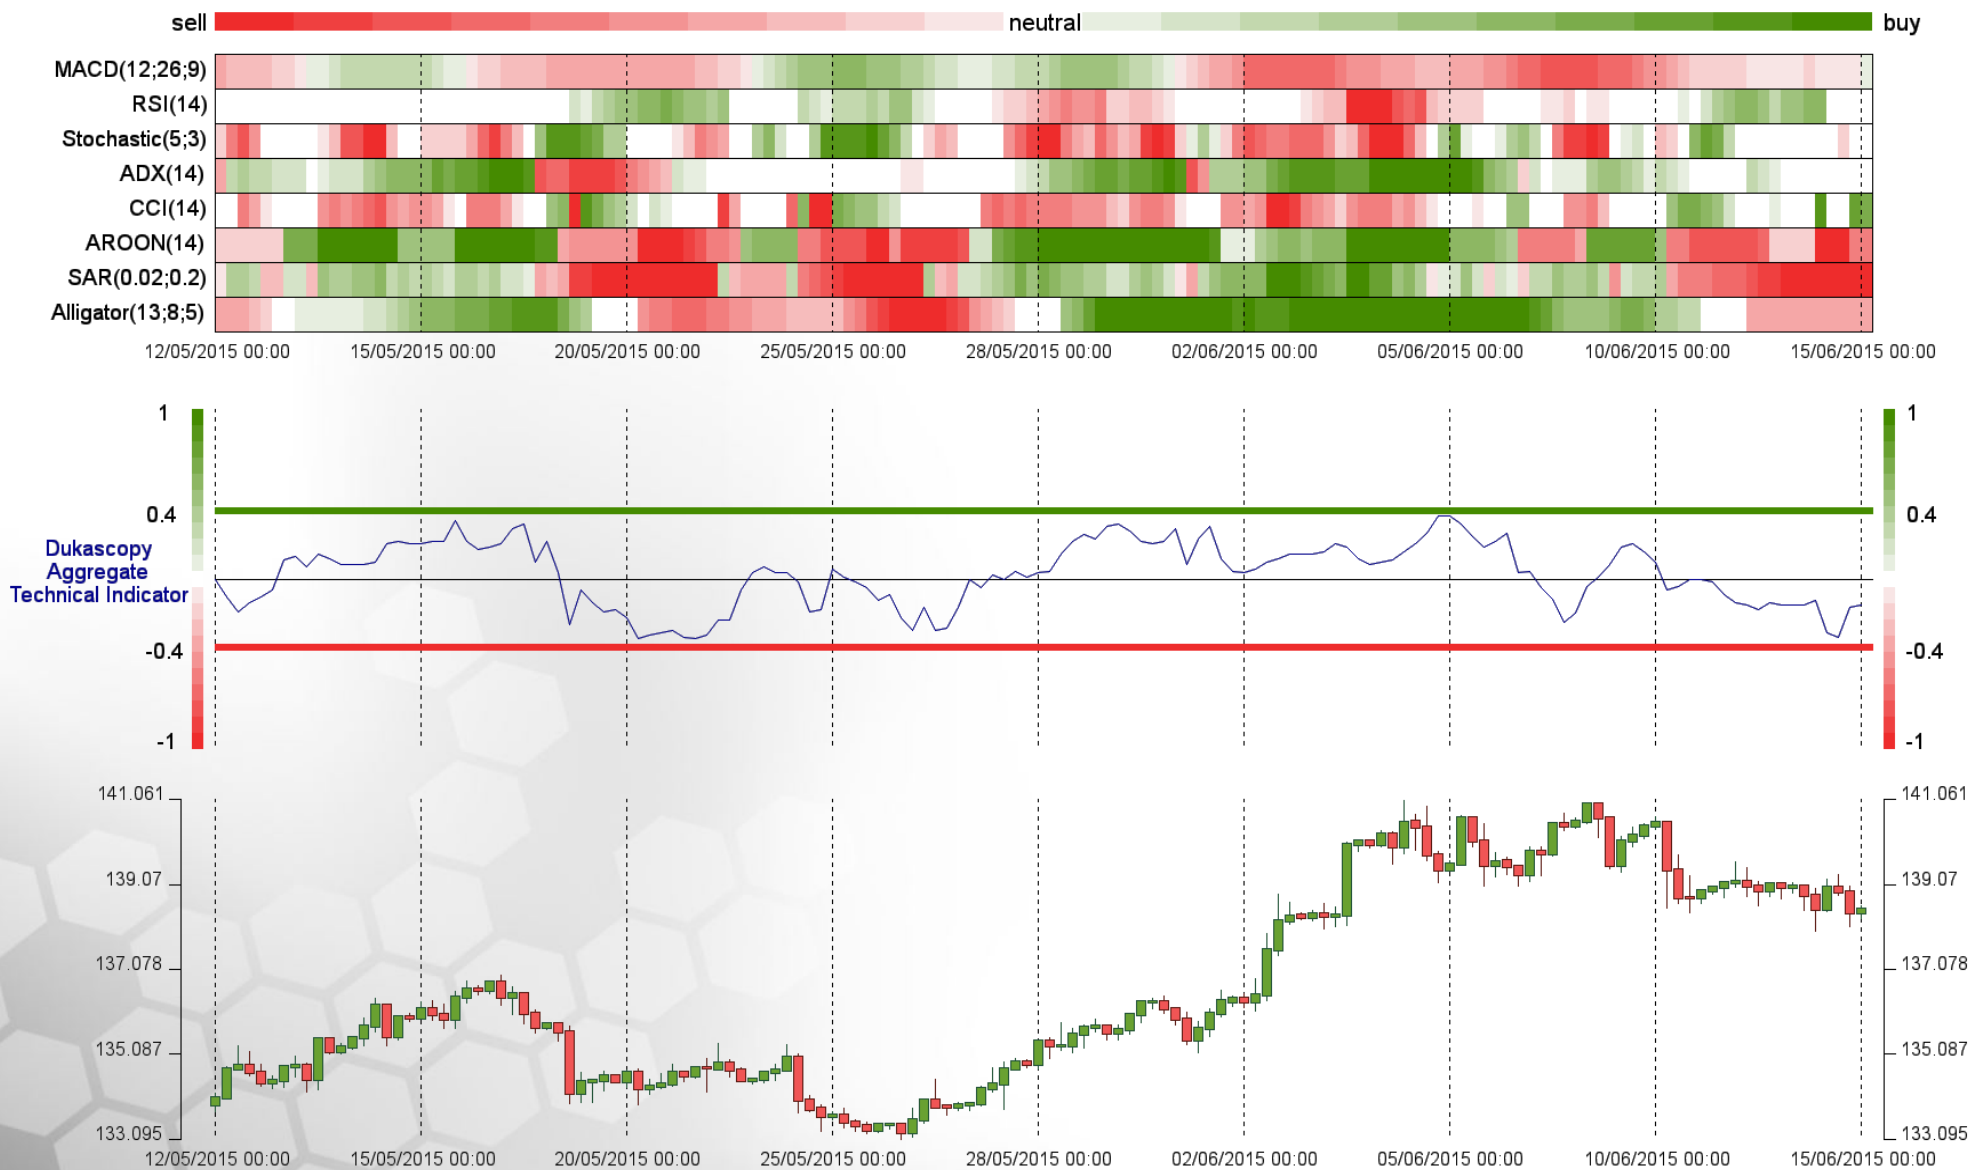 sell neutral buy
MACD(12;26;9)
RSI(14)
Stochastic(5;3)
ADX(14)
CCI(14)
AROON(14)
SAR(0.02;0.2)
Alligator(13;8;5)
12/05/2015 00:00 15/05/2015 00:00 20/05/2015 00:00 25/05/2015 00:00 28/05/2015 00:00 02/06/2015 00:00 05/06/2015 00:00 10/06/2015 00:00 15/06/2015 00:00
1 1
0.4 0.4
Dukascopy
Aggregate
Technical Indicator
-0.4 -0.4
-1 -1
141.061 141.061
139.07 139.07
137.078 137.078
135.087 135.087
133.095 133.095
12/05/2015 00:00 15/05/2015 00:00 20/05/2015 00:00 25/05/2015 00:00 28/05/2015 00:00 02/06/2015 00:00 05/06/2015 00:00 10/06/2015 00:00 15/06/2015 00:00